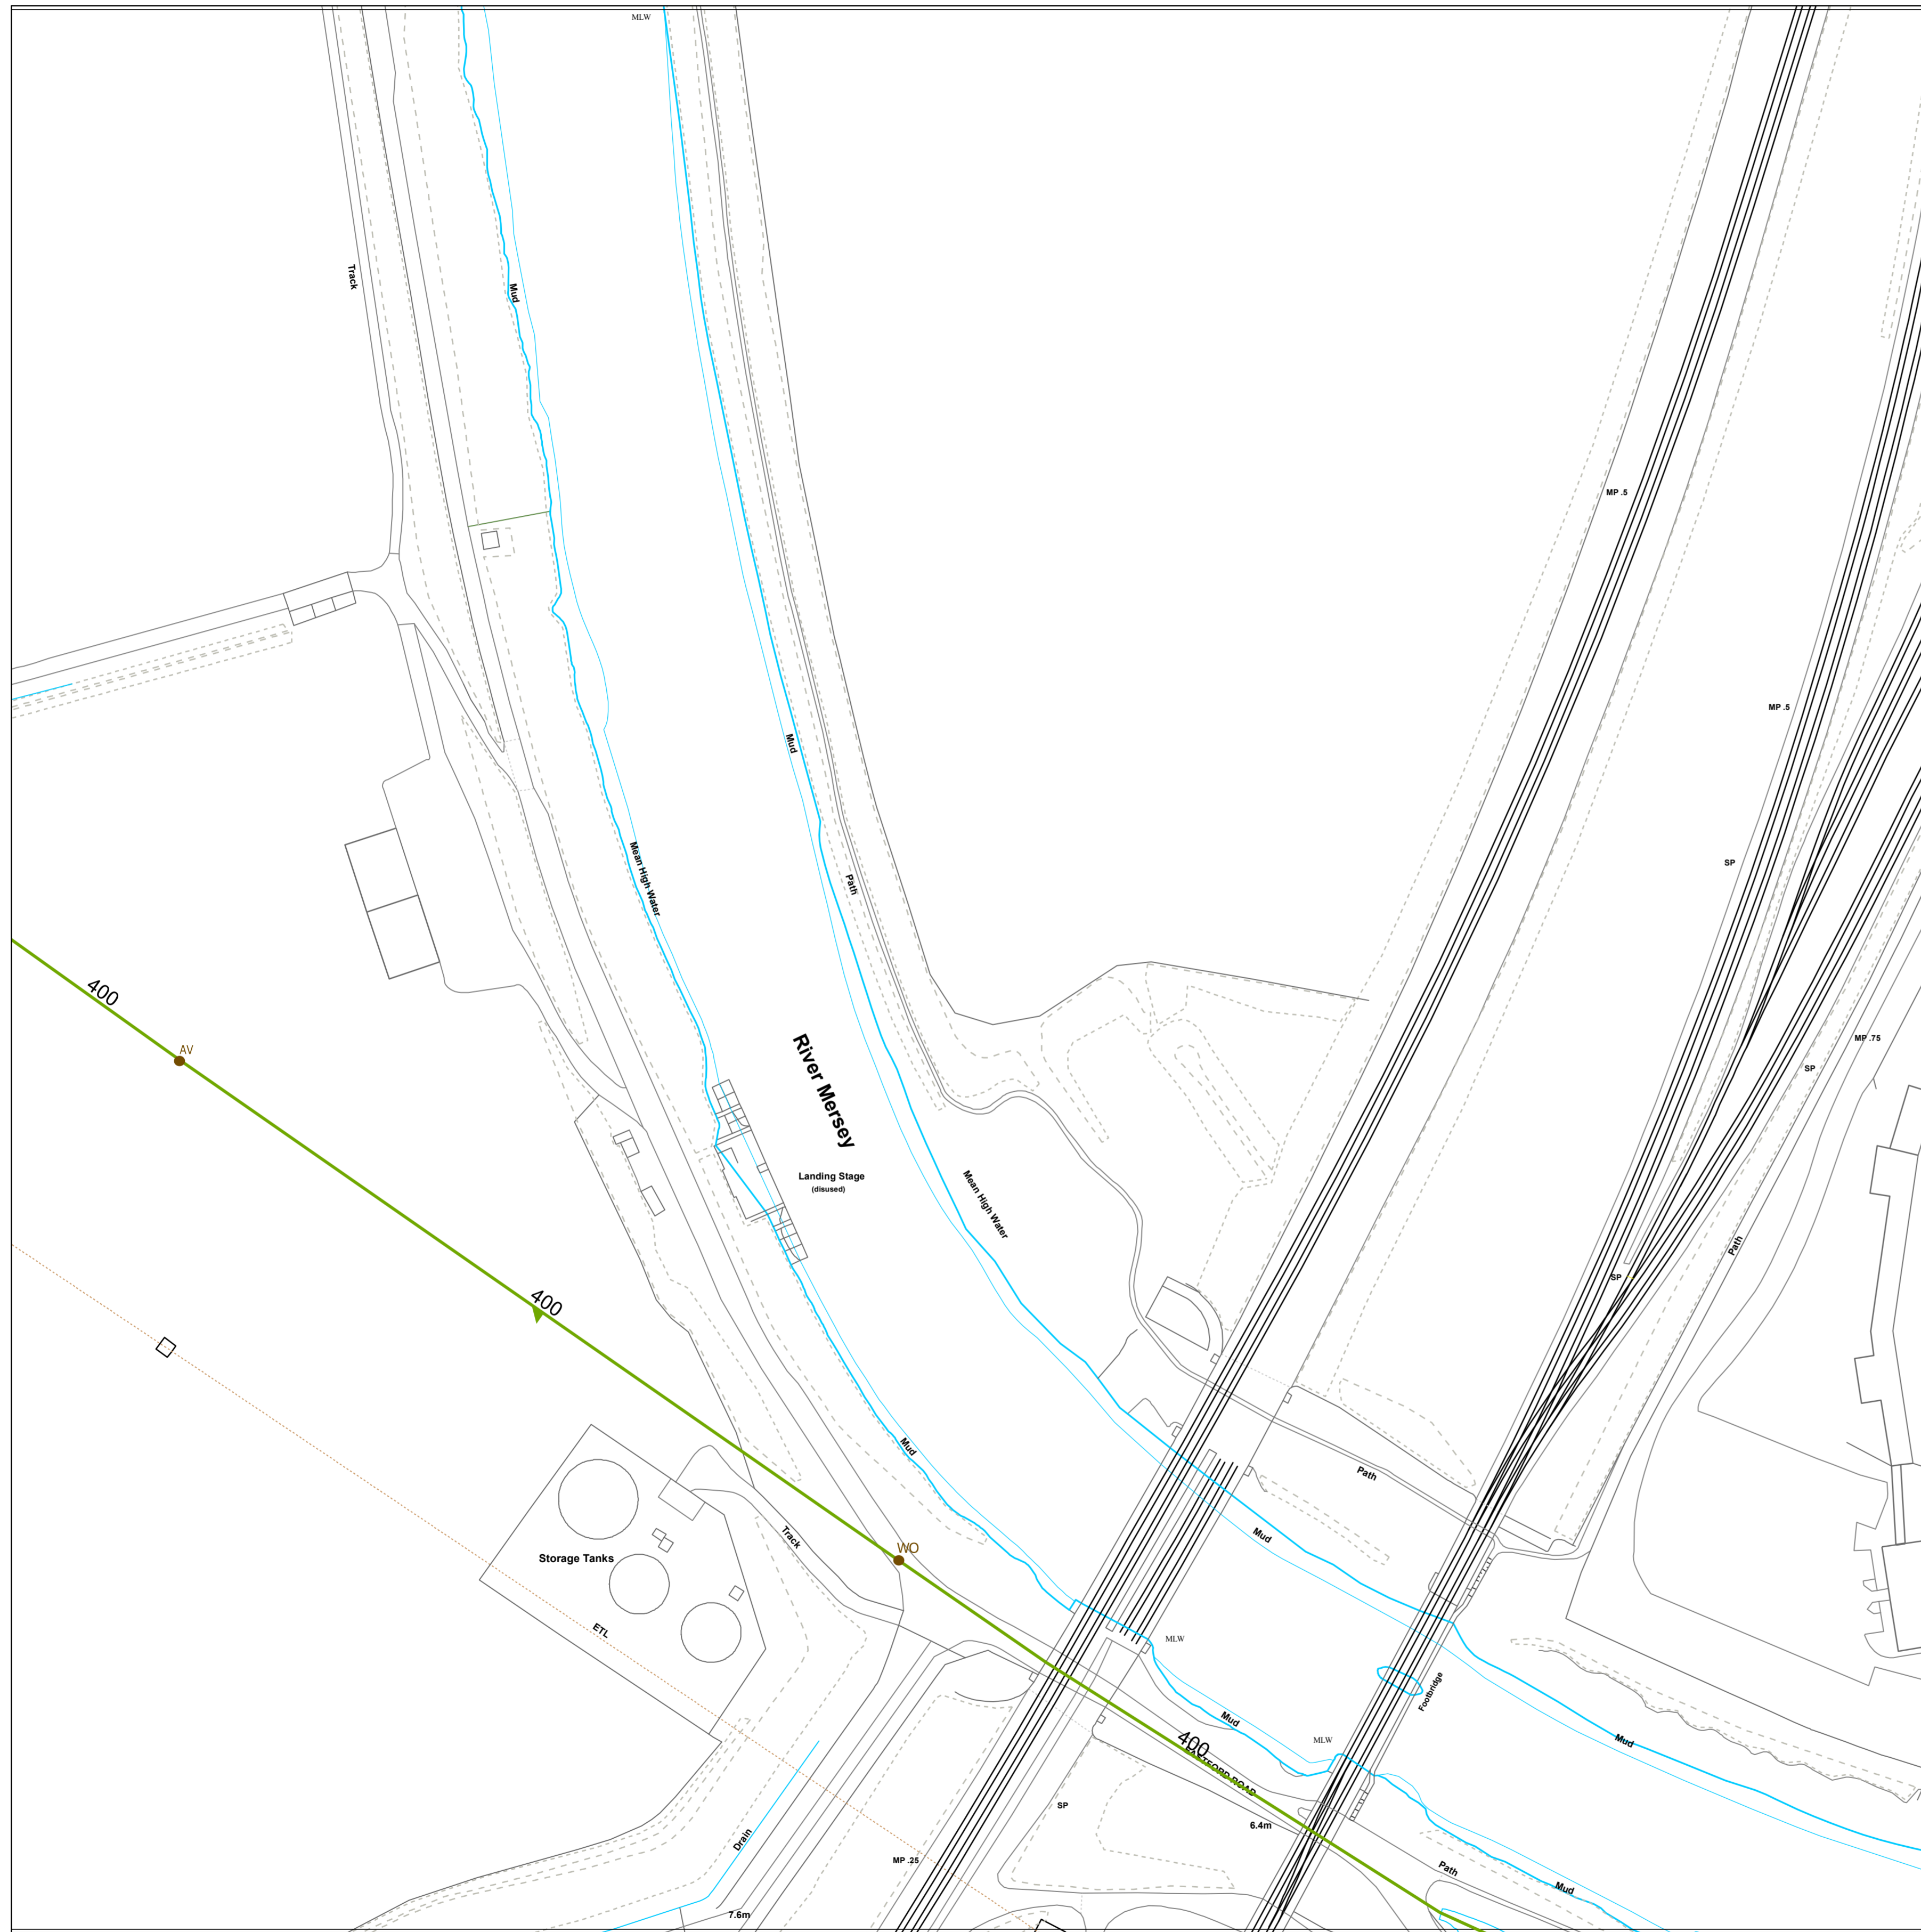 MLW
Track
Mud
MP .5
MP .5
Mud
SP
Mean High Water
Path
400
MP .75
AV
SP
River Mersey
Landing Stage
(disused)
Mean High Water
Path
SP
400
Mud
Path
Track
Mud
WO
Storage Tanks
ETL
MLW
Footbridge
Mud
400
MLW
Mud
ROAD
SP
6.4m
Drain
MP .25
Path
Mud
7.6m